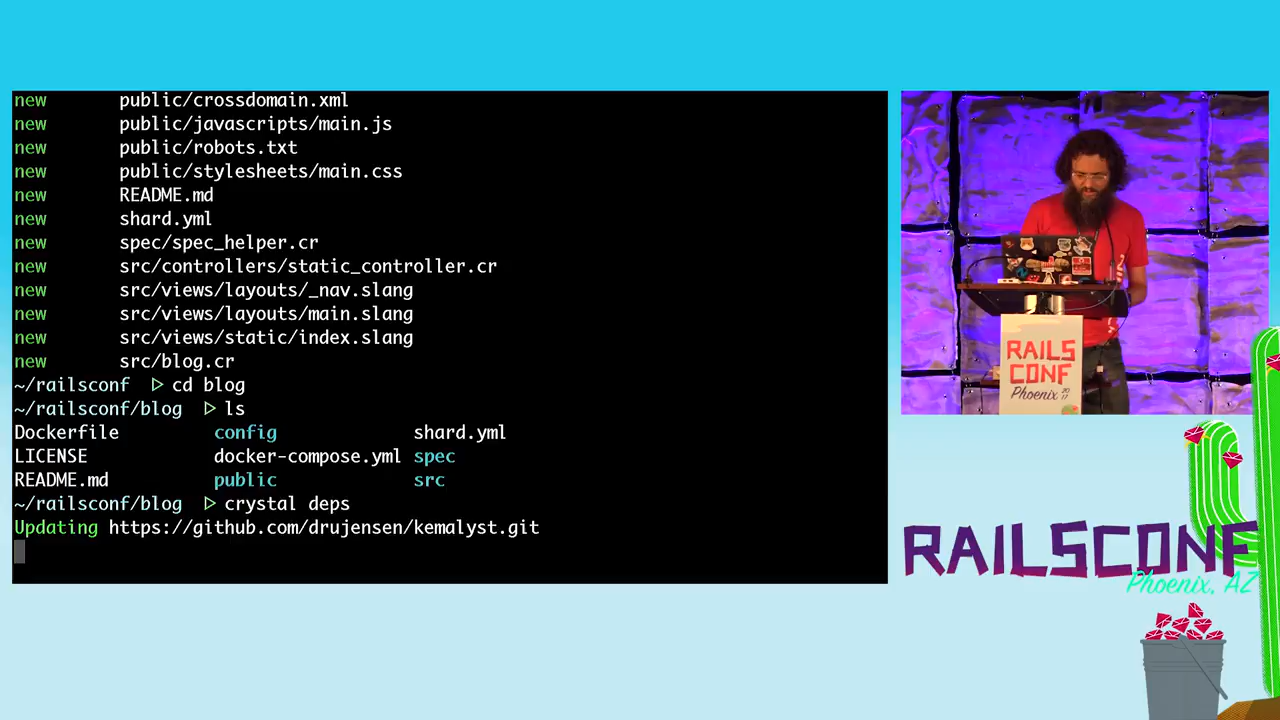 new public/crossdomain.xml
new public/javascripts/main.js
new public/robots.txt
new public/stylesheets/main.css
new README.md
new shard.yml
new spec/spec_helper.cr
new src/controllers/static_controller.cr
new src/views/layouts/_nav.slang
new src/views/layouts/main.slang
new src/views/static/index.slang
new src/blog.cr
~/railsconf ▷ cd blog
~/railsconf/blog ▷ ls
Dockerfile config shard.yml
LICENSE docker-compose.yml spec
README.md public src
~/railsconf/blog ▷ crystal deps
Updating https://github.com/drujensen/kemalyst.git
RAILS
CONF
Phoenix 2017
RAILSCONF
Phoenix, AZ